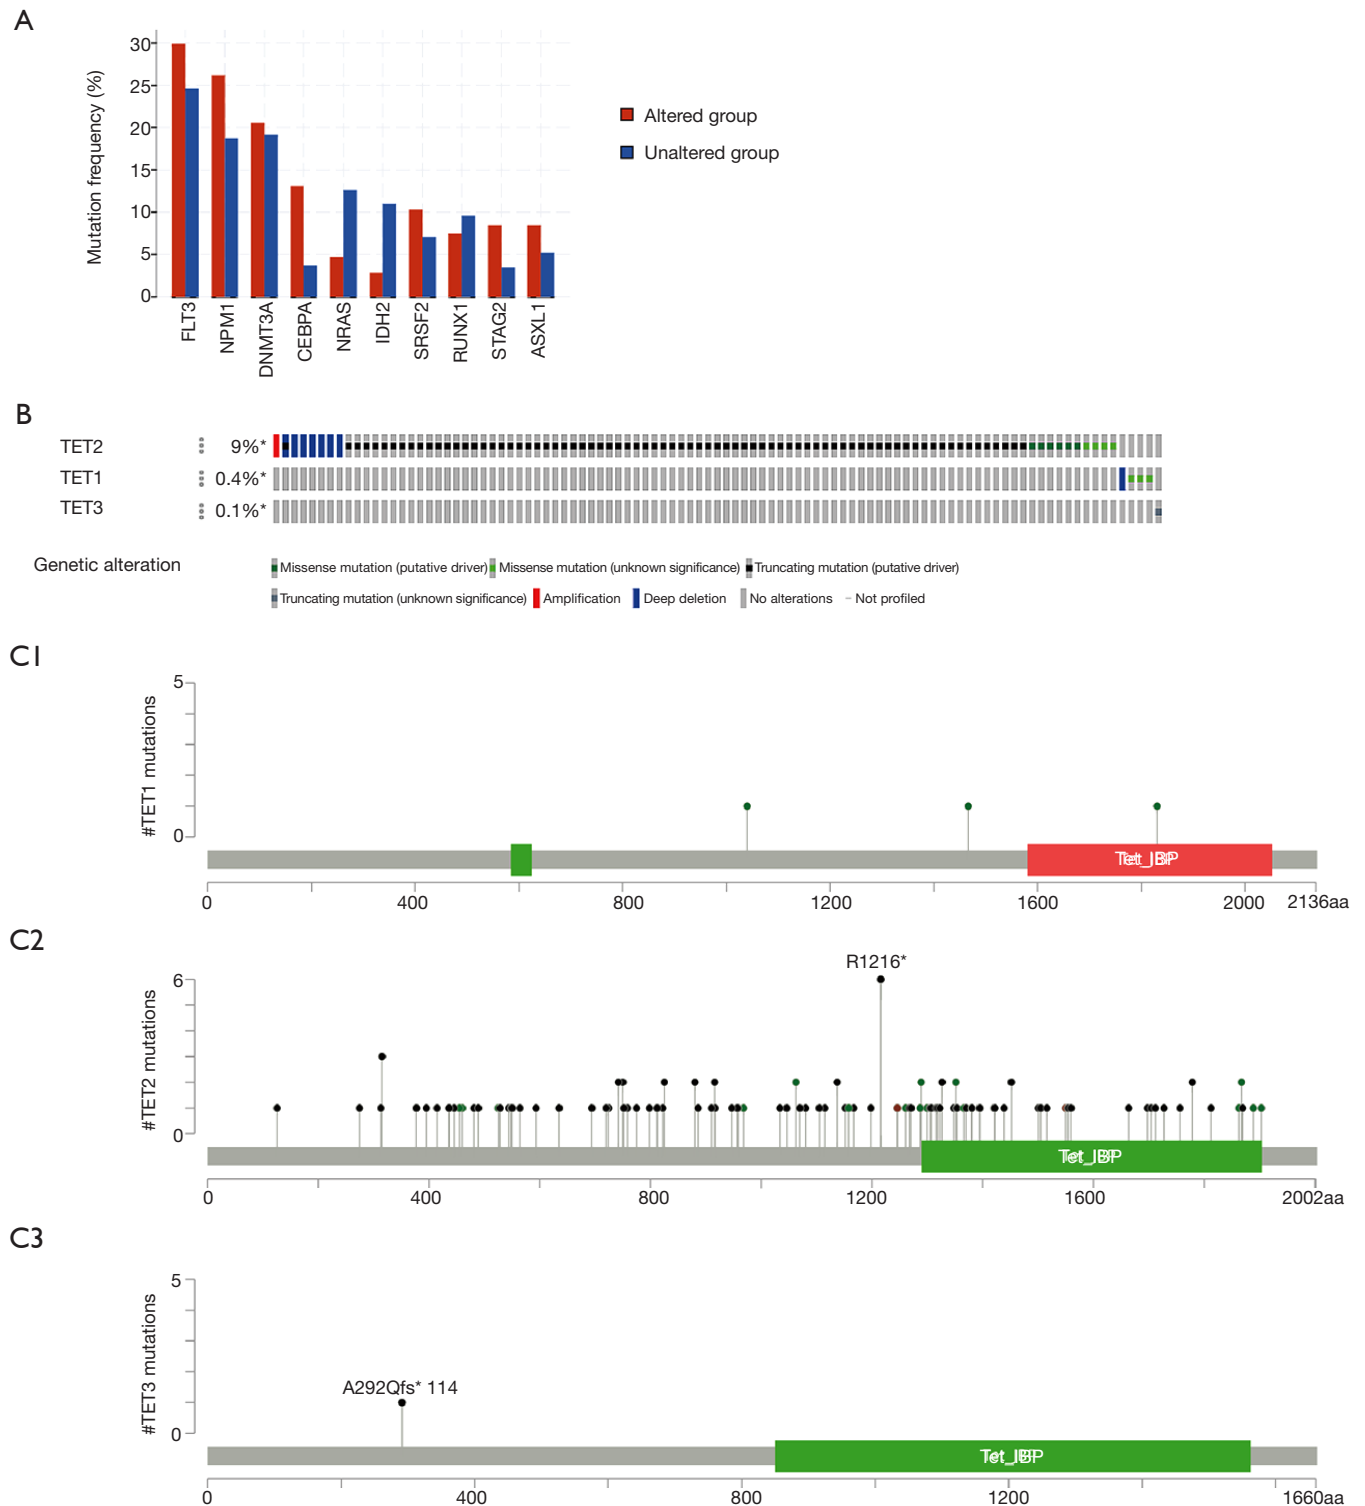 A
Mutation frequency (%)
30
25
20
15
10
5
0
FLT3
NPM1
DNMT3A
CEBPA
NRAS
IDH2
SRSF2
RUNX1
STAG2
ASXL1
Altered group
Unaltered group
B
TET2 9%*
TET1 0.4%*
TET3 0.1%*
Genetic alteration
Missense mutation (putative driver) Missense mutation (unknown significance) Truncating mutation (putative driver)
Truncating mutation (unknown significance) Amplification Deep deletion No alterations Not profiled
C1
#TET1 mutations
5
0
Tet_JBP
0 400 800 1200 1600 2000 2136aa
C2
#TET2 mutations
R1216*
6
0
Tet_JBP
0 400 800 1200 1600 2002aa
C3
#TET3 mutations
5
A292Qfs* 114
0
Tet_JBP
0 400 800 1200 1660aa